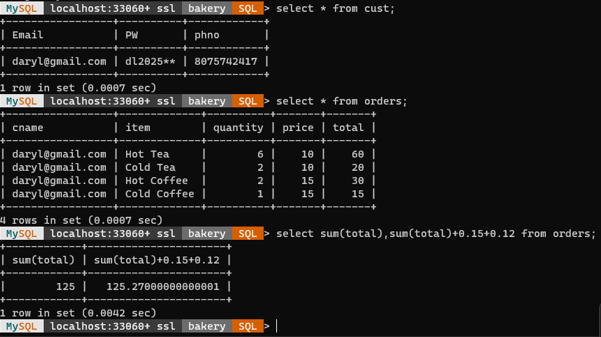 MySQL localhost:33060+ ssl bakery SQL > select * from cust;
+-----------------+----------+------------+
| Email           | PW       | phno       |
+-----------------+----------+------------+
| daryl@gmail.com | dl2025** | 8075742417 |
+-----------------+----------+------------+
1 row in set (0.0007 sec)
MySQL localhost:33060+ ssl bakery SQL > select * from orders;
+-----------------+-------------+----------+-------+-------+
| cname           | item        | quantity | price | total |
+-----------------+-------------+----------+-------+-------+
| daryl@gmail.com | Hot Tea     |        6 |    10 |    60 |
| daryl@gmail.com | Cold Tea    |        2 |    10 |    20 |
| daryl@gmail.com | Hot Coffee  |        2 |    15 |    30 |
| daryl@gmail.com | Cold Coffee |        1 |    15 |    15 |
+-----------------+-------------+----------+-------+-------+
4 rows in set (0.0007 sec)
MySQL localhost:33060+ ssl bakery SQL > select sum(total),sum(total)+0.15+0.12 from orders;
+------------+----------------------+
| sum(total) | sum(total)+0.15+0.12 |
+------------+----------------------+
|        125 |   125.27000000000001 |
+------------+----------------------+
1 row in set (0.0042 sec)
MySQL localhost:33060+ ssl bakery SQL >